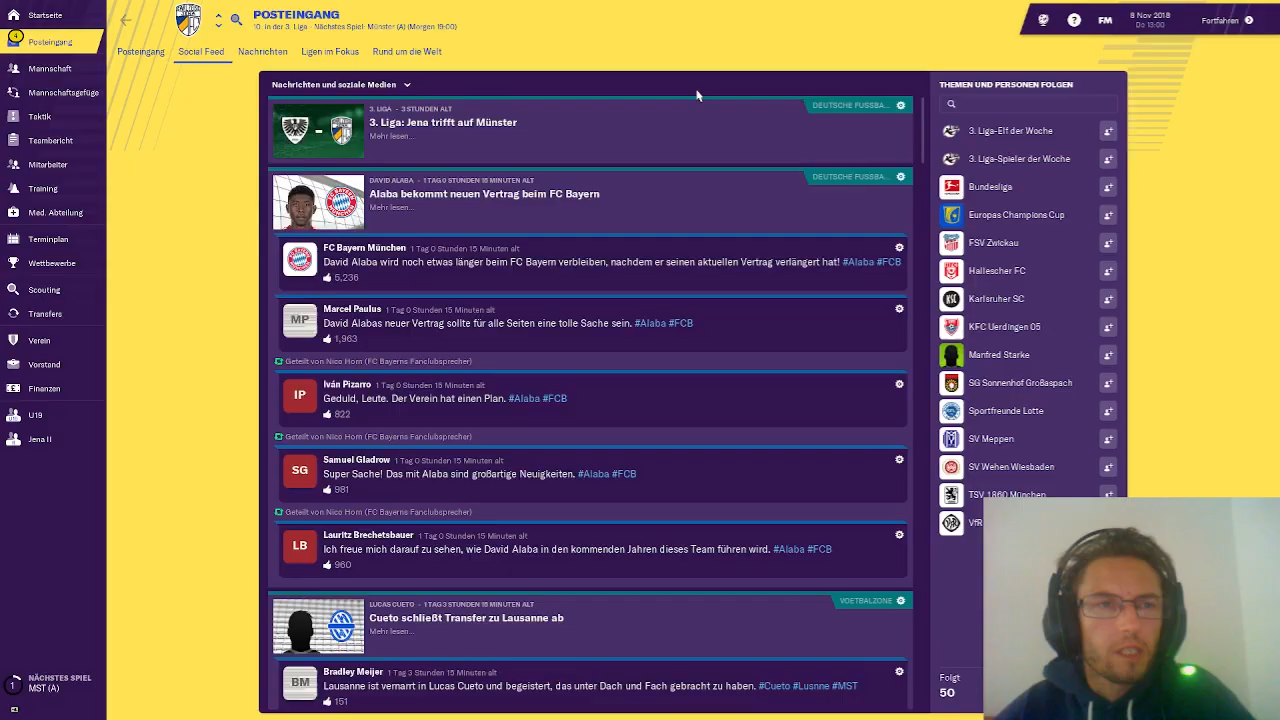 Startseite
4
Posteingang
Mannschaft
Mannschaftsgefüge
Taktik
Teambericht
Mitarbeiter
Training
Med. Abteilung
Terminplan
Wettbewerbe
Scouting
Transfers
Verein
Vorstand
Finanzen
U19
Jena II
1
NÄCHSTES SPIEL
MST (A)
POSTEINGANG
10. in der 3. Liga - Nächstes Spiel: Münster (A) (Morgen 19:00)
FM
8 Nov 2018
Do 13:00
Fortfahren
Posteingang
Social Feed
Nachrichten
Ligen im Fokus
Rund um die Welt
Nachrichten und soziale Medien
3. LIGA - 3 STUNDEN ALT
DEUTSCHE FUSSBA...
3. Liga: Jena trifft auf Münster
Mehr lesen...
DAVID ALABA - 1 TAG 0 STUNDEN 15 MINUTEN ALT
DEUTSCHE FUSSBA...
Alaba bekommt neuen Vertrag beim FC Bayern
Mehr lesen...
FC Bayern München 1 Tag 0 Stunden 15 Minuten alt
David Alaba wird noch etwas länger beim FC Bayern verbleiben, nachdem er seinen aktuellen Vertrag verlängert hat! #Alaba #FCB
5,236
MP
Marcel Paulus 1 Tag 0 Stunden 15 Minuten alt
David Alabas neuer Vertrag sollte für alle Seiten eine tolle Sache sein. #Alaba #FCB
1,963
Geteilt von Nico Horn (FC Bayerns Fanclubsprecher)
IP
Iván Pizarro 1 Tag 0 Stunden 15 Minuten alt
Geduld, Leute. Der Verein hat einen Plan. #Alaba #FCB
822
Geteilt von Nico Horn (FC Bayerns Fanclubsprecher)
SG
Samuel Gladrow 1 Tag 0 Stunden 15 Minuten alt
Super Sache! Das mit Alaba sind großartige Neuigkeiten. #Alaba #FCB
981
Geteilt von Nico Horn (FC Bayerns Fanclubsprecher)
LB
Lauritz Brechetsbauer 1 Tag 0 Stunden 15 Minuten alt
Ich freue mich darauf zu sehen, wie David Alaba in den kommenden Jahren dieses Team führen wird. #Alaba #FCB
960
LUCAS CUETO - 1 TAG 3 STUNDEN 15 MINUTEN ALT
VOETBALZONE
Cueto schließt Transfer zu Lausanne ab
Mehr lesen...
BM
Bradley Meijer 1 Tag 3 Stunden 15 Minuten alt
Lausanne ist vernarrt in Lucas Cueto und begeistert, dass der Deal unter Dach und Fach gebracht zu haben. #Cueto #Lusnne #MST
151
THEMEN UND PERSONEN FOLGEN
3. Liga-Elf der Woche
3. Liga-Spieler der Woche
Bundesliga
Europas Champions Cup
FSV Zwickau
Hallescher FC
Karlsruher SC
KFC Uerdingen 05
Manfred Starke
SG Sonnenhof Großaspach
Sportfreunde Lotte
SV Meppen
SV Wehen Wiesbaden
TSV 1860 München
VfR
Folgt
50